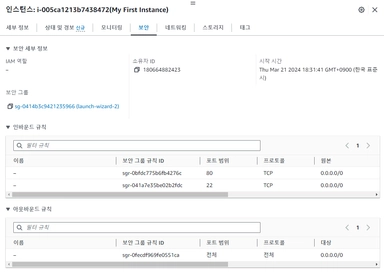 인스턴스: i-005ca1213b7438472(My First Instance)
세부 정보 상태 및 경보 신규 모니터링 보안 네트워킹 스토리지 태그
▼ 보안 세부 정보
IAM 역할 소유자 ID 시작 시간
– 180664882423 Thu Mar 21 2024 18:31:41 GMT+0900 (한국 표준시)
보안 그룹
sg-0414b3c9421235966 (launch-wizard-2)
▼ 인바운드 규칙
필터 규칙
1
이름 보안 그룹 규칙 ID 포트 범위 프로토콜 원본
– sgr-0bfdc775b6fb4276c 80 TCP 0.0.0.0/0
– sgr-041a7e35be02b2fdc 22 TCP 0.0.0.0/0
▼ 아웃바운드 규칙
필터 규칙
1
이름 보안 그룹 규칙 ID 포트 범위 프로토콜 대상
– sgr-0fecdf969fe0551ca 전체 전체 0.0.0.0/0